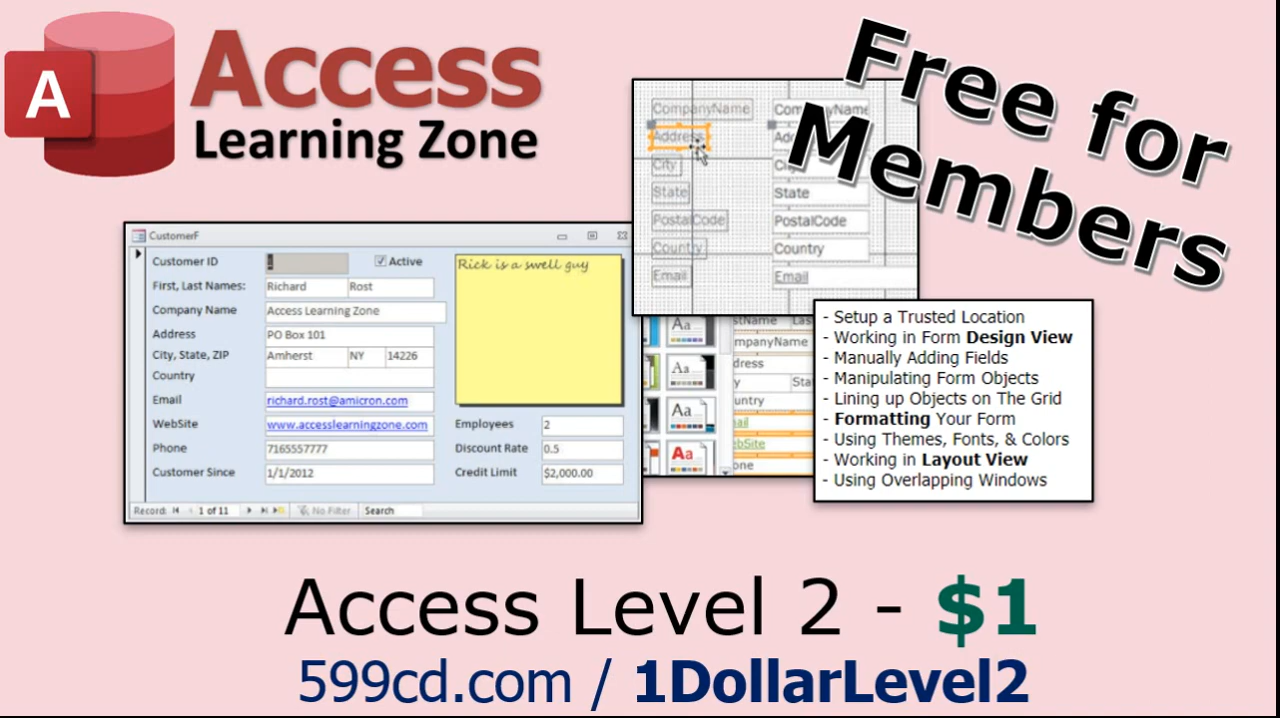 A
Access
Learning Zone
Free for
Members
CompanyName CompanyName
Address
City
State State
PostalCode PostalCode
Country Country
Email Email
CustomerF
Customer ID Active
First, Last Names: Richard Rost
Company Name Access Learning Zone
Address PO Box 101
City, State, ZIP Amherst NY 14226
Country
Email richard.rost@amicron.com
WebSite www.accesslearningzone.com
Phone 7165557777
Customer Since 1/1/2012
Rick is a swell guy
Employees 2
Discount Rate 0.5
Credit Limit $2,000.00
Record: 1 of 11 No Filter Search
Aa
Aa
Aa
Aa
- Setup a Trusted Location
- Working in Form Design View
- Manually Adding Fields
- Manipulating Form Objects
- Lining up Objects on The Grid
- Formatting Your Form
- Using Themes, Fonts, & Colors
- Working in Layout View
- Using Overlapping Windows
Access Level 2 - $1
599cd.com / 1DollarLevel2